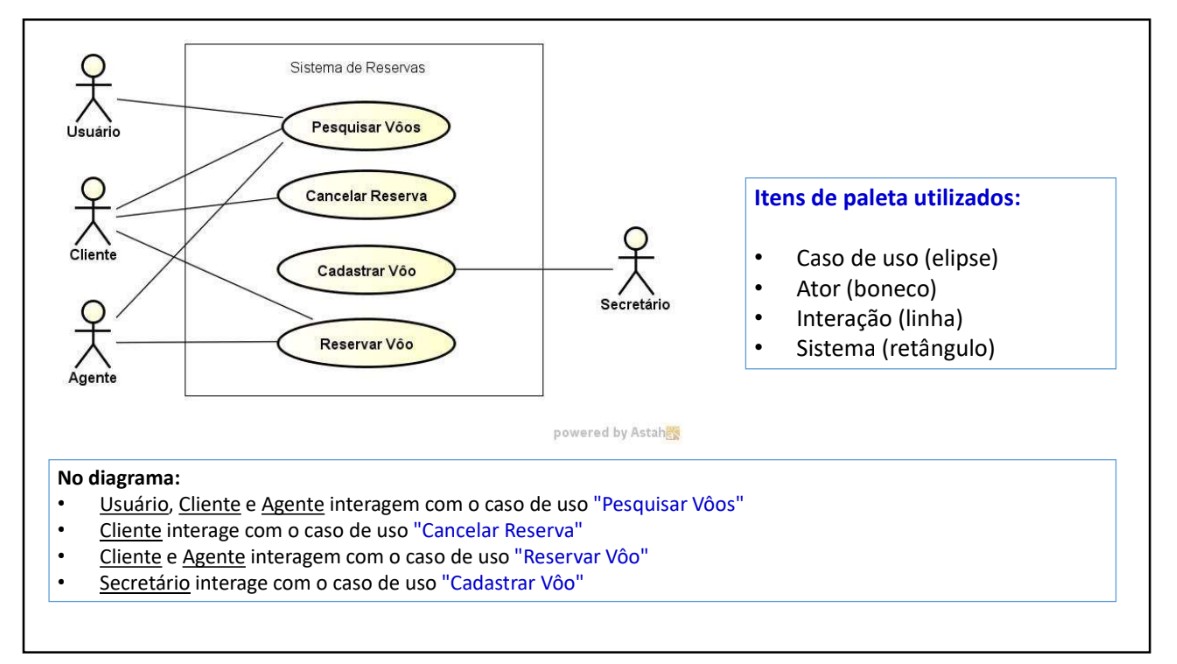 Sistema de Reservas
Usuário
Pesquisar Vôos
Cliente
Cancelar Reserva
Cadastrar Vôo
Secretário
Agente
Reservar Vôo
powered by Astah
Itens de paleta utilizados:
• Caso de uso (elipse)
• Ator (boneco)
• Interação (linha)
• Sistema (retângulo)
No diagrama:
• Usuário, Cliente e Agente interagem com o caso de uso "Pesquisar Vôos"
• Cliente interage com o caso de uso "Cancelar Reserva"
• Cliente e Agente interagem com o caso de uso "Reservar Vôo"
• Secretário interage com o caso de uso "Cadastrar Vôo"